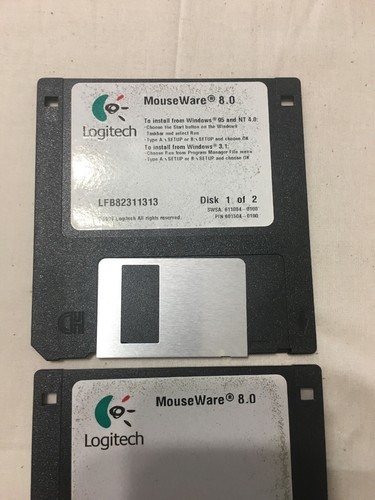 MouseWare® 8.0
Logitech
To install from Windows® 95 and NT 4.0
- Choose the Start button on the Windows
Taskbar and select Run
- Type A:\ SETUP or B:\ SETUP and choose OK
To install from Windows® 3.1
- Choose Run from Program Manager File menu
- Type A:\ SETUP or B:\ SETUP and choose OK
LFB82311313
Disk 1 of 2
Logitech All rights reserved.
HD
MouseWare® 8.0
Logitech